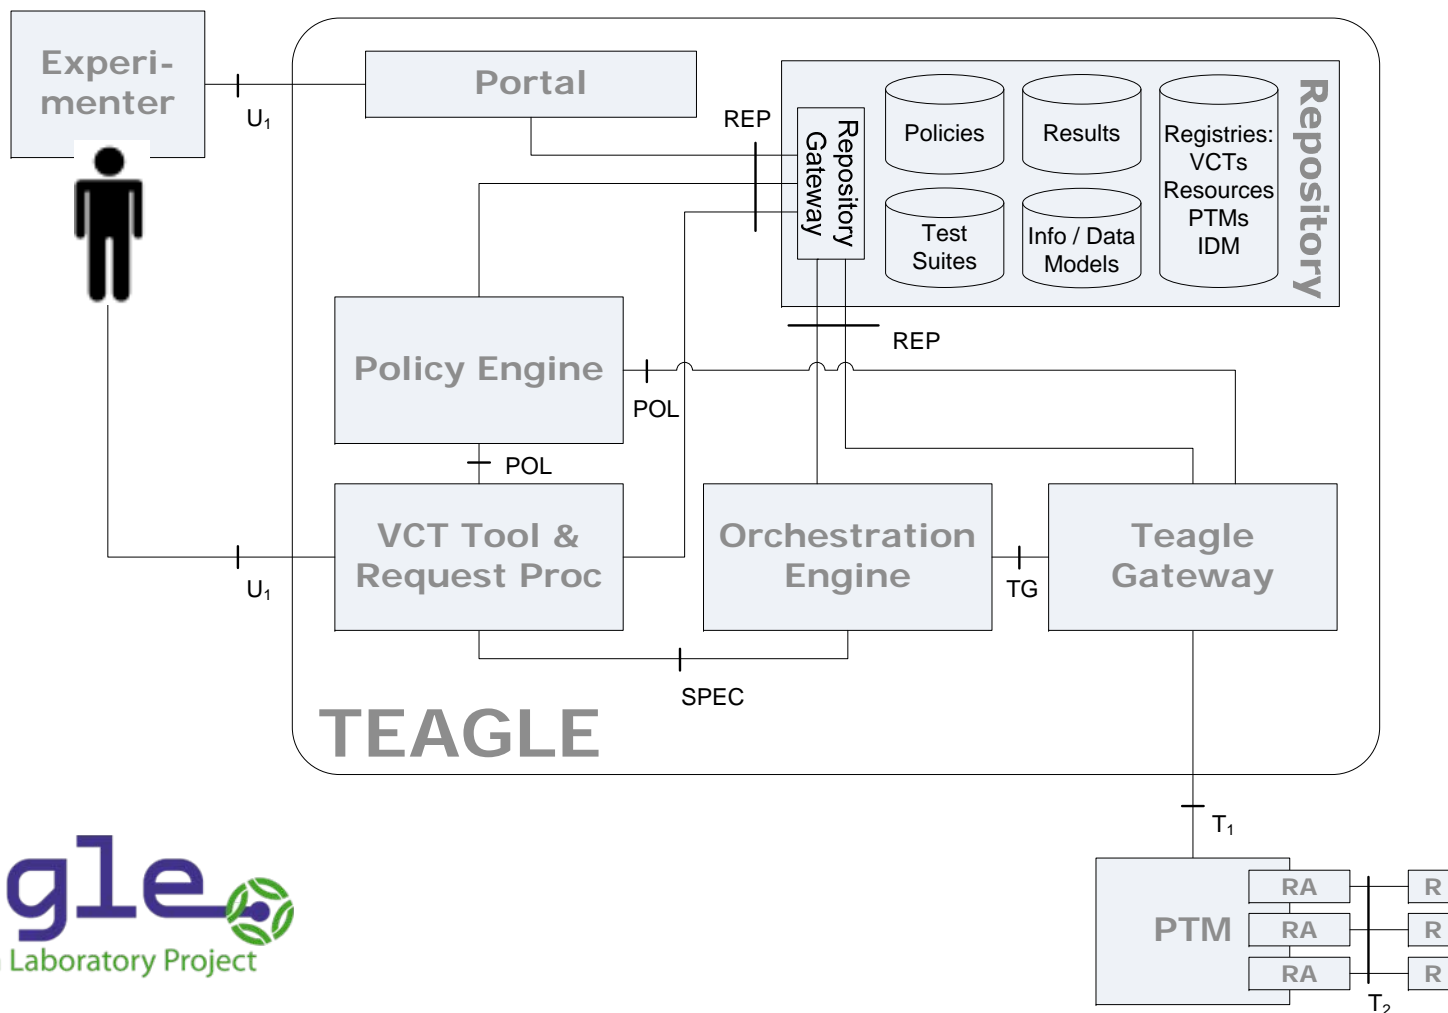 Experi-
menter
U1
Portal
REP
Repository
Gateway
Policies
Results
Registries:
VCTs
Resources
PTMs
IDM
Test
Suites
Info / Data
Models
Repository
REP
Policy Engine
POL
POL
VCT Tool &
Request Proc
U1
Orchestration
Engine
TG
Teagle
Gateway
SPEC
TEAGLE
T1
gle
Laboratory Project
PTM
RA
R
RA
R
RA
R
T2